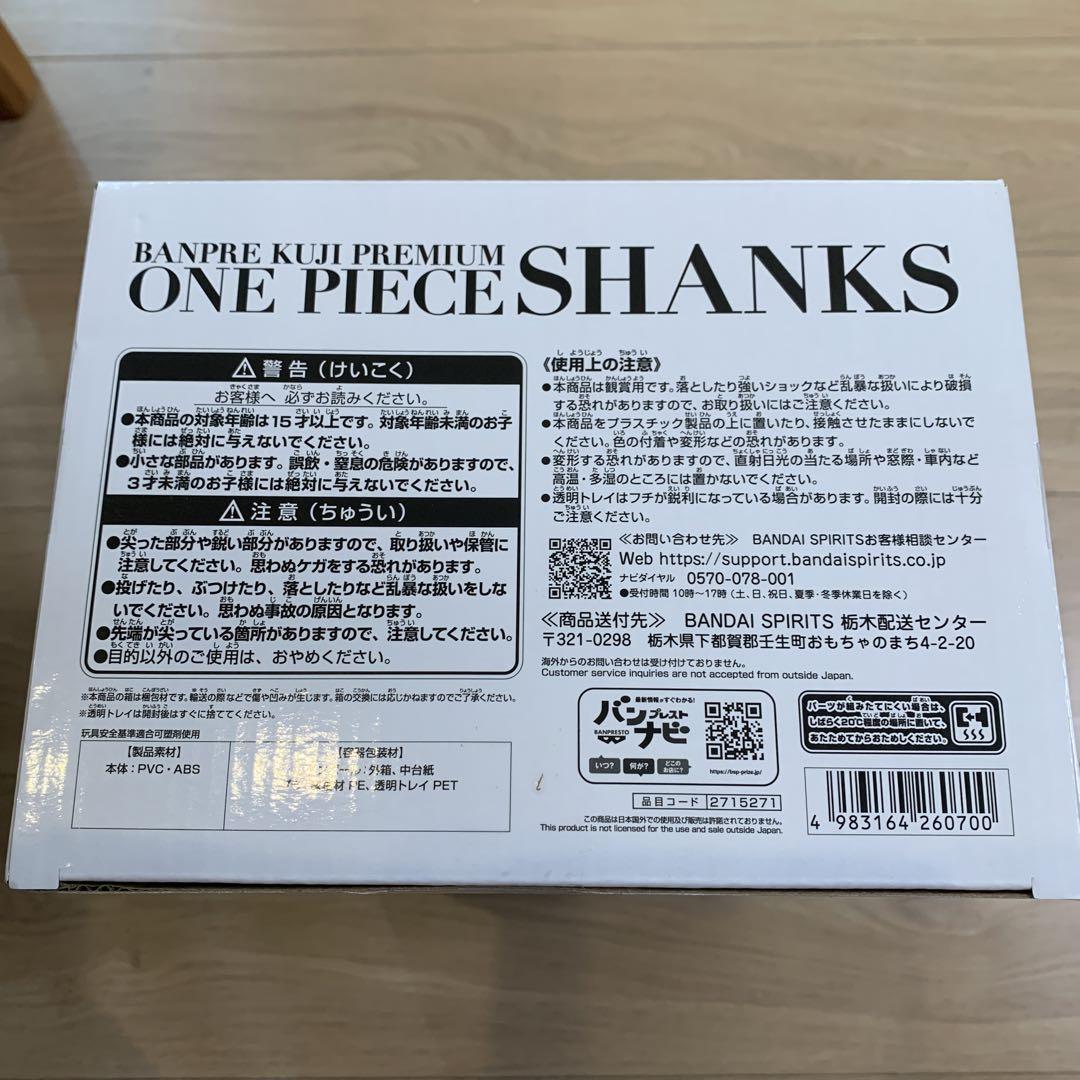 BANPRE KUJI PREMIUM
ONE PIECE SHANKS
⚠警告(けいこく)
お客様へ 必ずお読みください。
●本商品の対象年齢は15才以上です。対象年齢未満のお子
様には絶対に与えないでください。
●小さな部品があります。誤飲・窒息の危険がありますので、
3才未満のお子様には絶対に与えないでください。
⚠注意(ちゅうい)
●尖った部分や鋭い部分がありますので、取り扱いや保管に
注意してください。思わぬケガをする恐れがあります。
●投げたり、ぶつけたり、落としたりなど乱暴な扱いをしな
いでください。思わぬ事故の原因となります。
●先端が尖っている箇所がありますので、注意してください。
●目的以外のご使用は、おやめください。
※本商品の箱は梱包材です。輸送の際などで傷や凹みが生じます。箱の交換には応じかねますのでご了承ください。
※透明トレイは開封後はすぐに捨ててください。
玩具安全基準適合可塑剤使用
【製品素材】
本体:PVC・ABS
【容器包装材】
ール:外箱、中台紙
材 PE、透明トレイ PET
《使用上の注意》
●本商品は観賞用です。落としたり強いショックなど乱暴な扱いにより破損
する恐れがありますので、お取り扱いにはご注意ください。
●本商品をプラスチック製品の上に置いたり、接触させたままにしないで
ください。色の付着や変形などの恐れがあります。
●変形する恐れがありますので、直射日光の当たる場所や窓際・車内など
高温・多湿のところには置かないでください。
●透明トレイはフチが鋭利になっている場合があります。開封の際には十分
ご注意ください。
≪お問い合わせ先≫ BANDAI SPIRITSお客様相談センター
Web https://support.bandaispirits.co.jp
ナビダイヤル 0570-078-001
●受付時間 10時〜17時(土、日、祝日、夏季・冬季休業日を除く)
≪商品送付先≫ BANDAI SPIRITS 栃木配送センター
〒321-0298 栃木県下都賀郡壬生町おもちゃのまち4-2-20
海外からのお問い合わせは受け付けておりません。
Customer service inquiries are not accepted from outside Japan.
最新情報がすぐわかる!
バンプレストナビ
BANPRESTO
いつ? 何が? どこのお店に?
https://bsp-prize.jp/
パーツが組みたてにくい場合は、
しばらく20℃程度の場所に置いて、
あたためてからおためしください。
品目コード 2715271
この商品は日本国外での使用及び販売は許諾されておりません。
This product is not licensed for the use and sale outside Japan.
4 983164 260700